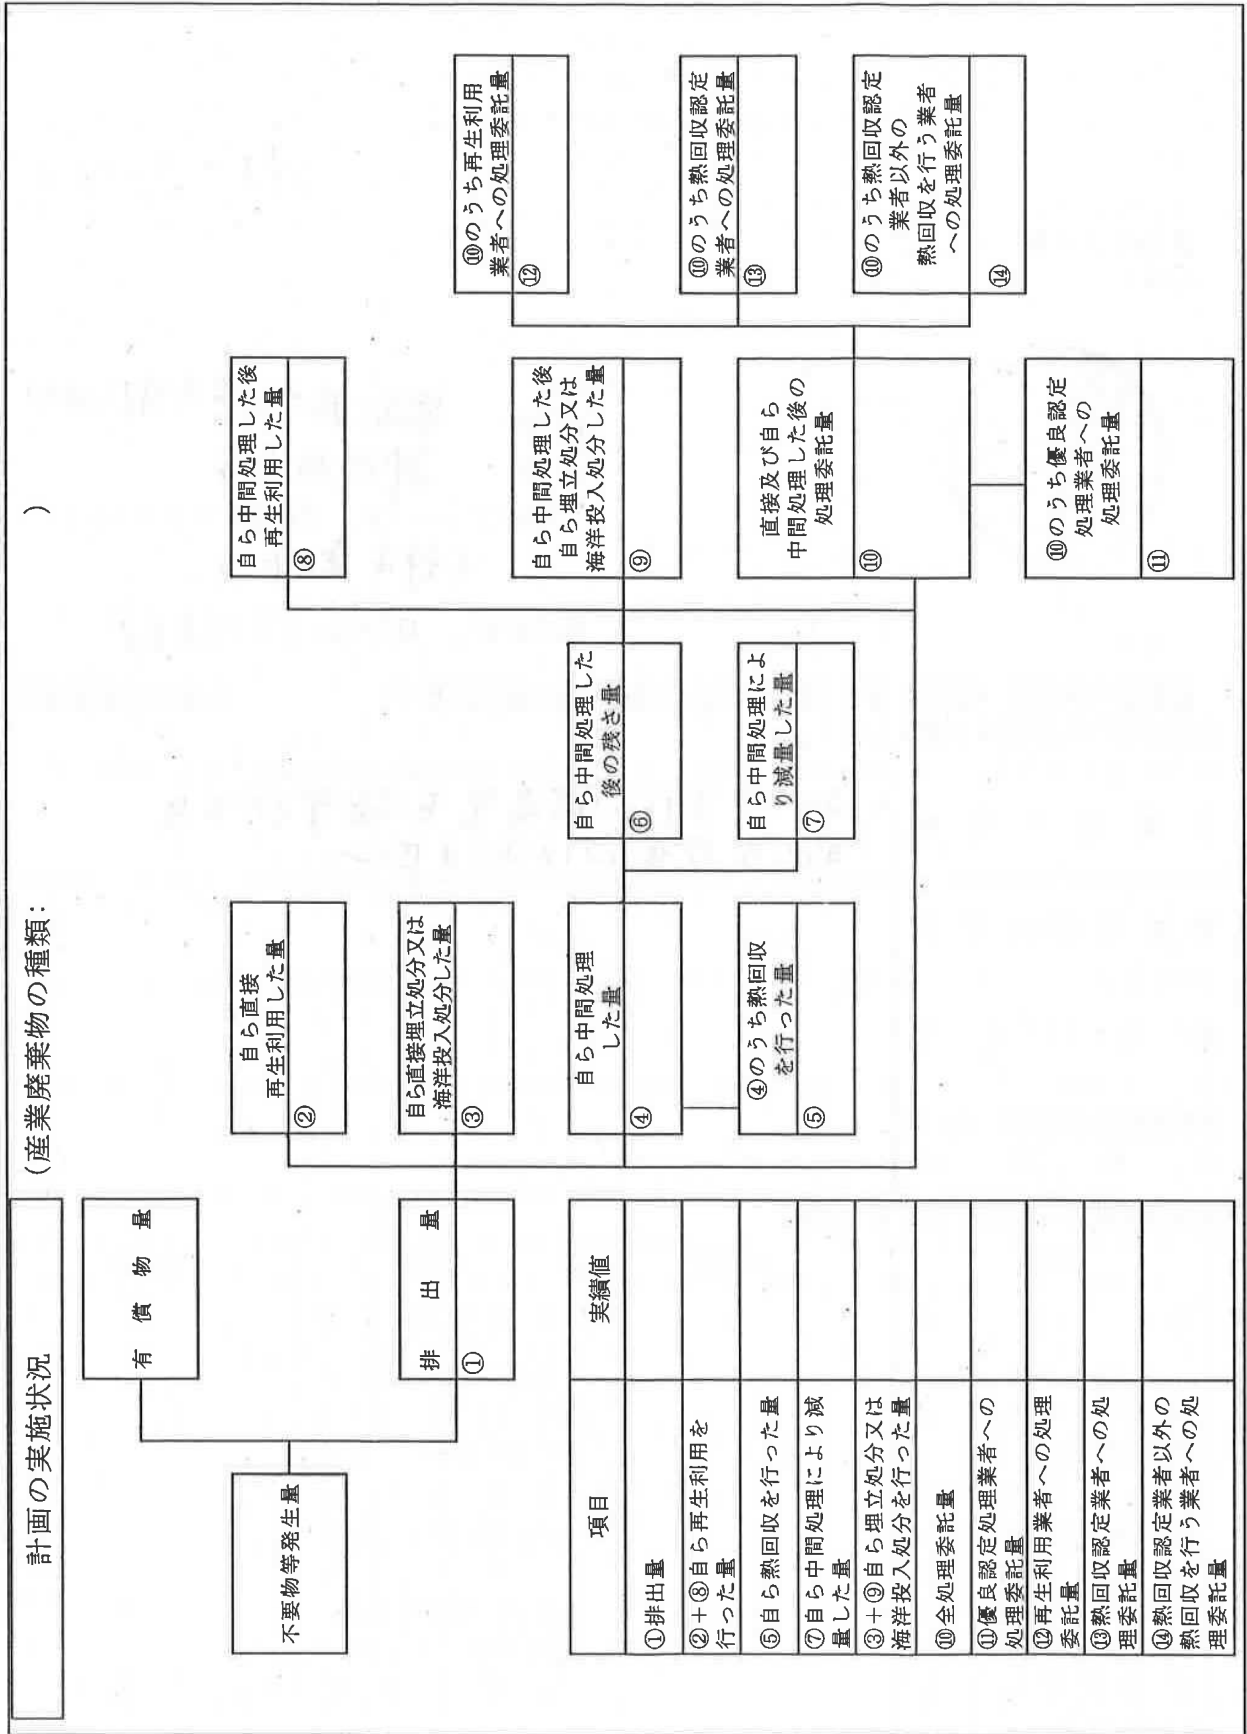 計画の実施状況
(産業廃棄物の種類: )
不要物等発生量
有償物量
排出量
①
自ら直接
再生利用した量
②
自ら直接埋立処分又は
海洋投入処分した量
③
自ら中間処理
した量
④
④のうち熱回収
を行った量
⑤
自ら中間処理した
後の残さ量
⑥
自ら中間処理によ
り減量した量
⑦
自ら中間処理した後
再生利用した量
⑧
自ら中間処理した後
自ら埋立処分又は
海洋投入処分した量
⑨
直接及び自ら
中間処理した後の
処理委託量
⑩
⑩のうち優良認定
処理業者への
処理委託量
⑪
⑩のうち再生利用
業者への処理委託量
⑫
⑩のうち熱回収認定
業者への処理委託量
⑬
⑩のうち熱回収認定
業者以外の
熱回収を行う業者
への処理委託量
⑭
項目 実績値
①排出量
②+⑧自ら再生利用を
行った量
⑤自ら熱回収を行った量
⑦自ら中間処理により減
量した量
③+⑨自ら埋立処分又は
海洋投入処分を行った量
⑩全処理委託量
⑪優良認定処理業者への
処理委託量
⑫再生利用業者への処理
委託量
⑬熱回収認定業者への処
理委託量
⑭熱回収認定業者以外の
熱回収を行う業者への処
理委託量